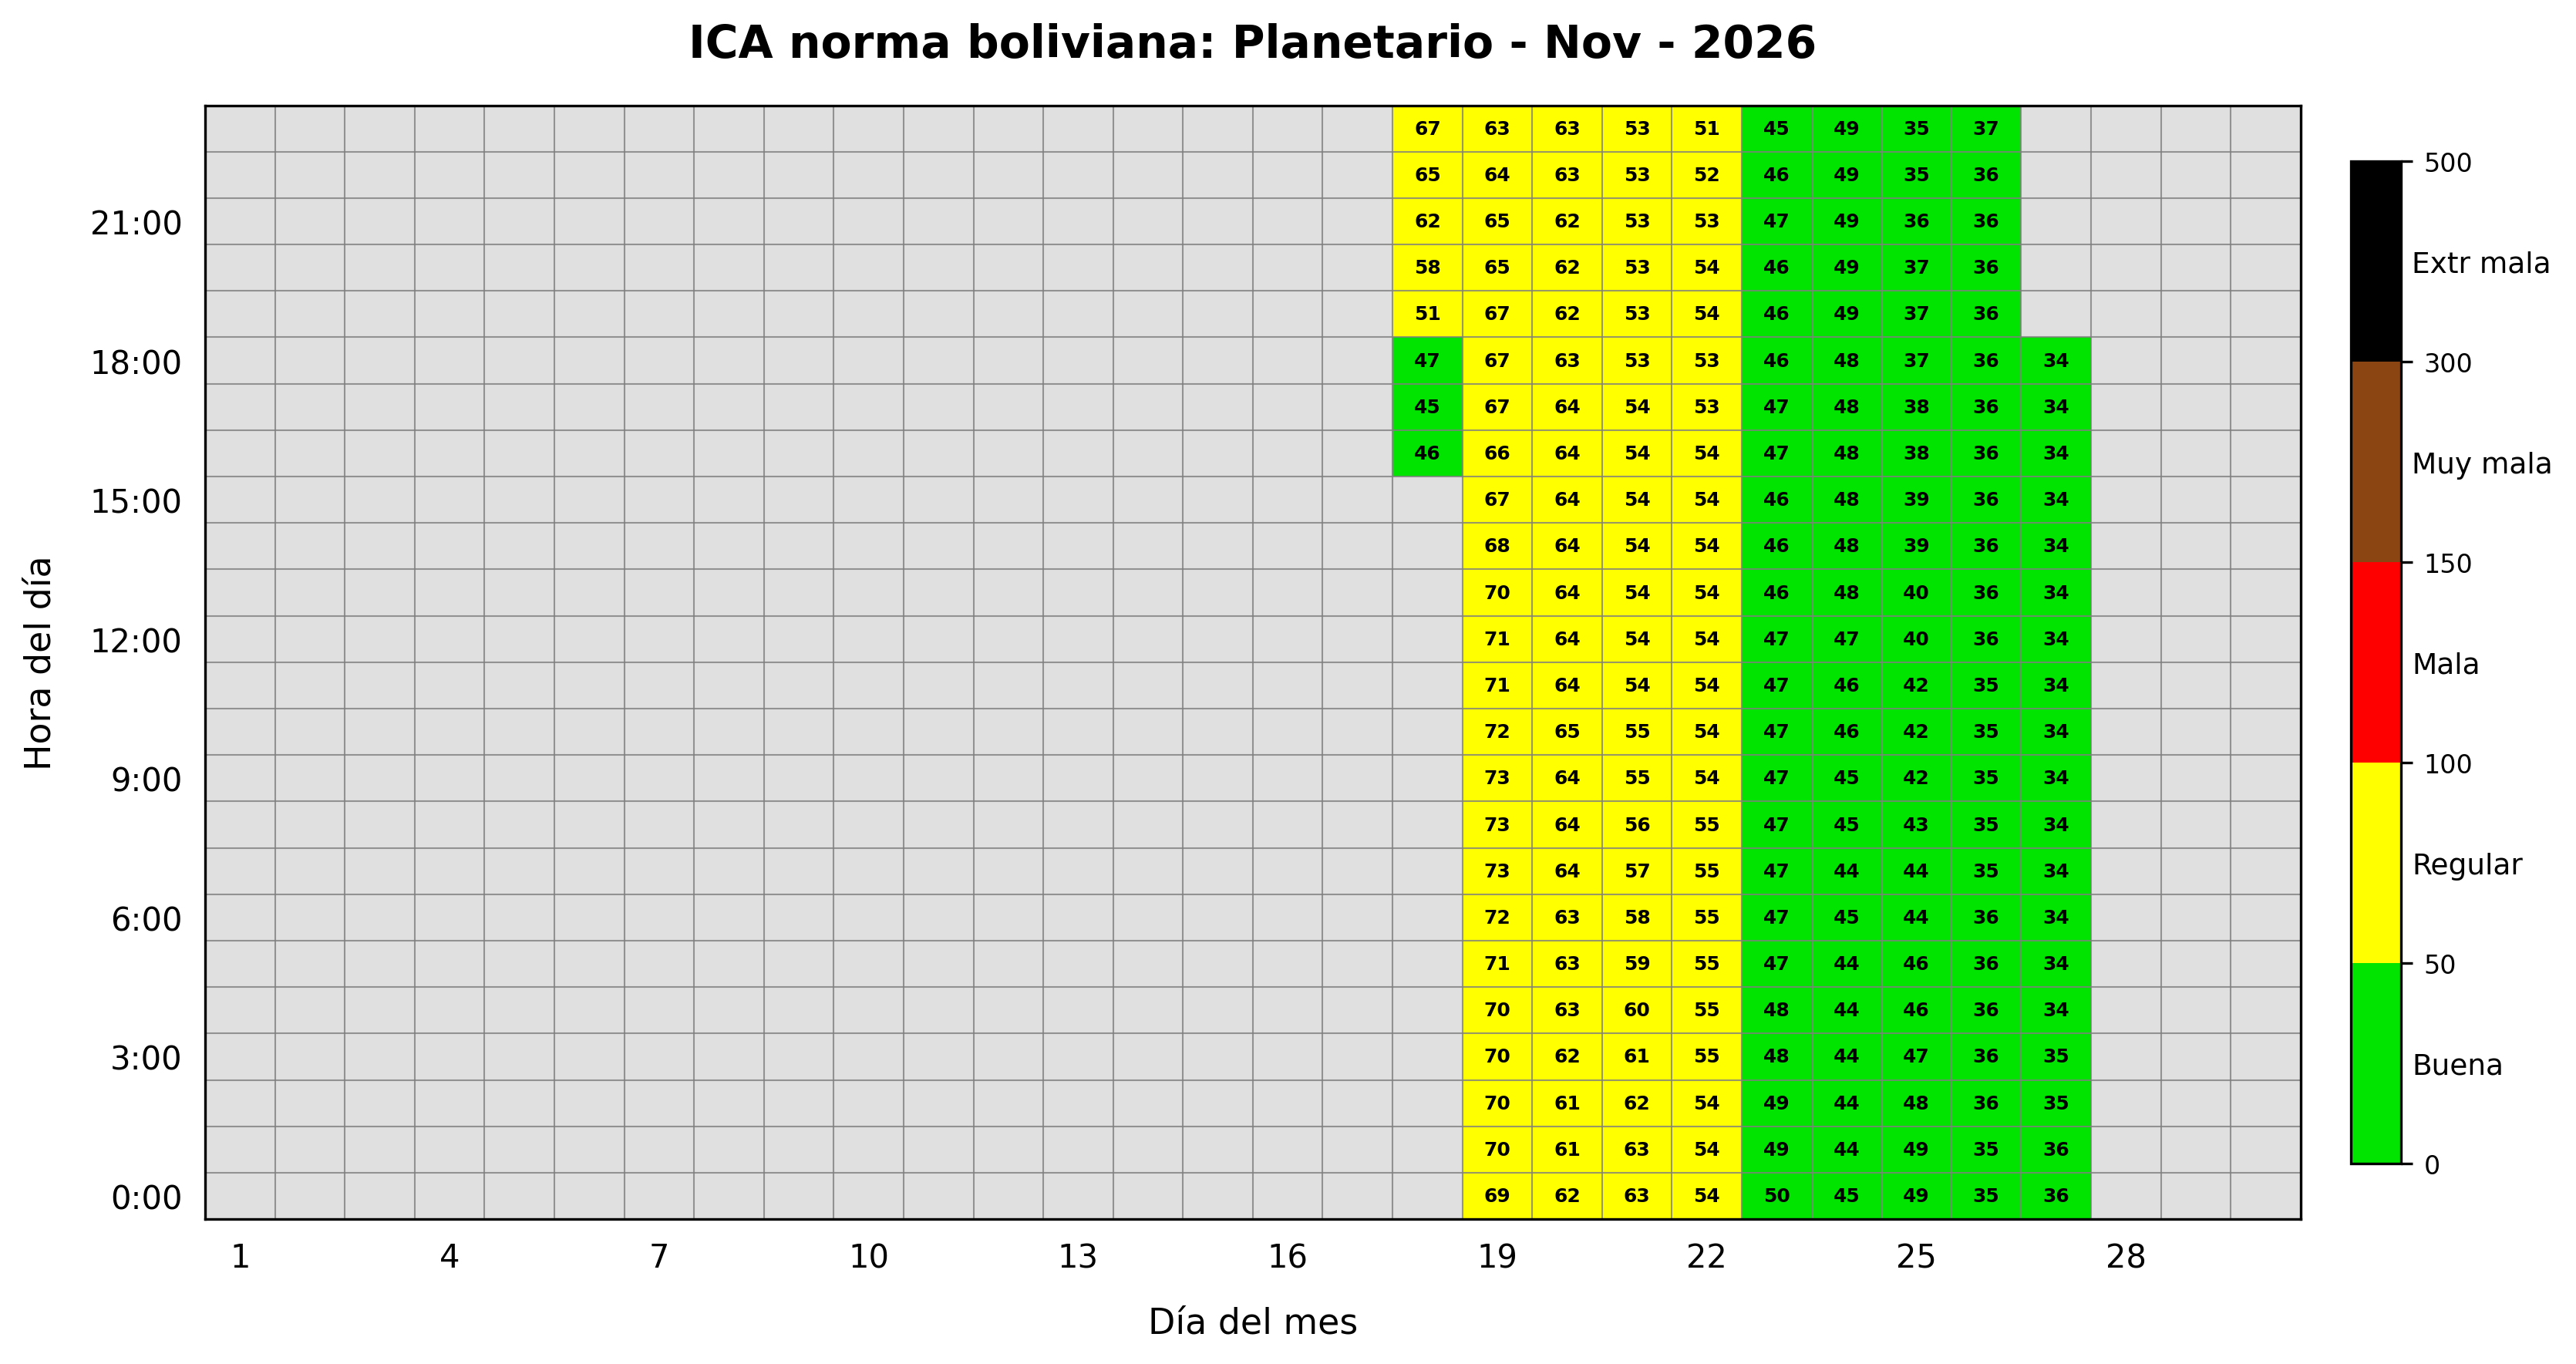 ICA norma boliviana: Planetario - Nov - 2026
67 63 63 53 51 45 49 35 37
65 64 63 53 52 46 49 35 36
21:00 62 65 62 53 53 47 49 36 36
58 65 62 53 54 46 49 37 36
51 67 62 53 54 46 49 37 36
18:00 47 67 63 53 53 46 48 37 36 34
45 67 64 54 53 47 48 38 36 34
46 66 64 54 54 47 48 38 36 34
15:00 67 64 54 54 46 48 39 36 34
68 64 54 54 46 48 39 36 34
70 64 54 54 46 48 40 36 34
12:00 71 64 54 54 47 47 40 36 34
71 64 54 54 47 46 42 35 34
72 65 55 54 47 46 42 35 34
9:00 73 64 55 54 47 45 42 35 34
73 64 56 55 47 45 43 35 34
73 64 57 55 47 44 44 35 34
6:00 72 63 58 55 47 45 44 36 34
71 63 59 55 47 44 46 36 34
70 63 60 55 48 44 46 36 34
3:00 70 62 61 55 48 44 47 36 35
70 61 62 54 49 44 48 36 35
70 61 63 54 49 44 49 35 36
0:00 69 62 63 54 50 45 49 35 36
1 4 7 10 13 16 19 22 25 28
Día del mes
Hora del día
500
Extr mala
300
Muy mala
150
Mala
100
Regular
50
Buena
0